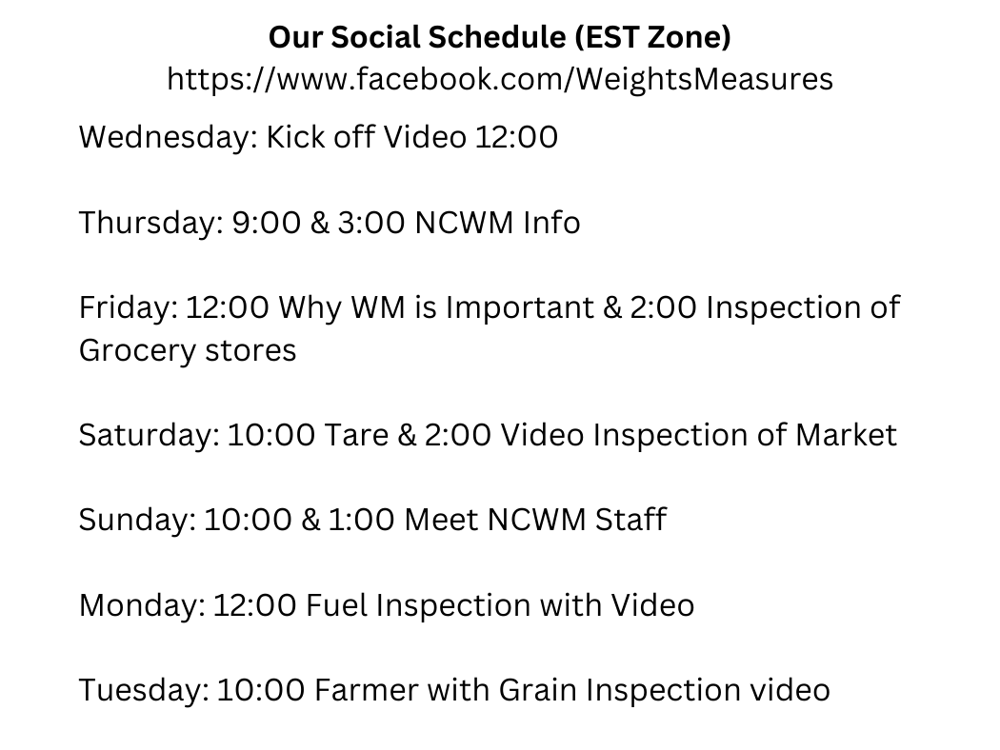 Our Social Schedule (EST Zone)
https://www.facebook.com/WeightsMeasures
Wednesday: Kick off Video 12:00
Thursday: 9:00 & 3:00 NCWM Info
Friday: 12:00 Why WM is Important & 2:00 Inspection of
Grocery stores
Saturday: 10:00 Tare & 2:00 Video Inspection of Market
Sunday: 10:00 & 1:00 Meet NCWM Staff
Monday: 12:00 Fuel Inspection with Video
Tuesday: 10:00 Farmer with Grain Inspection video